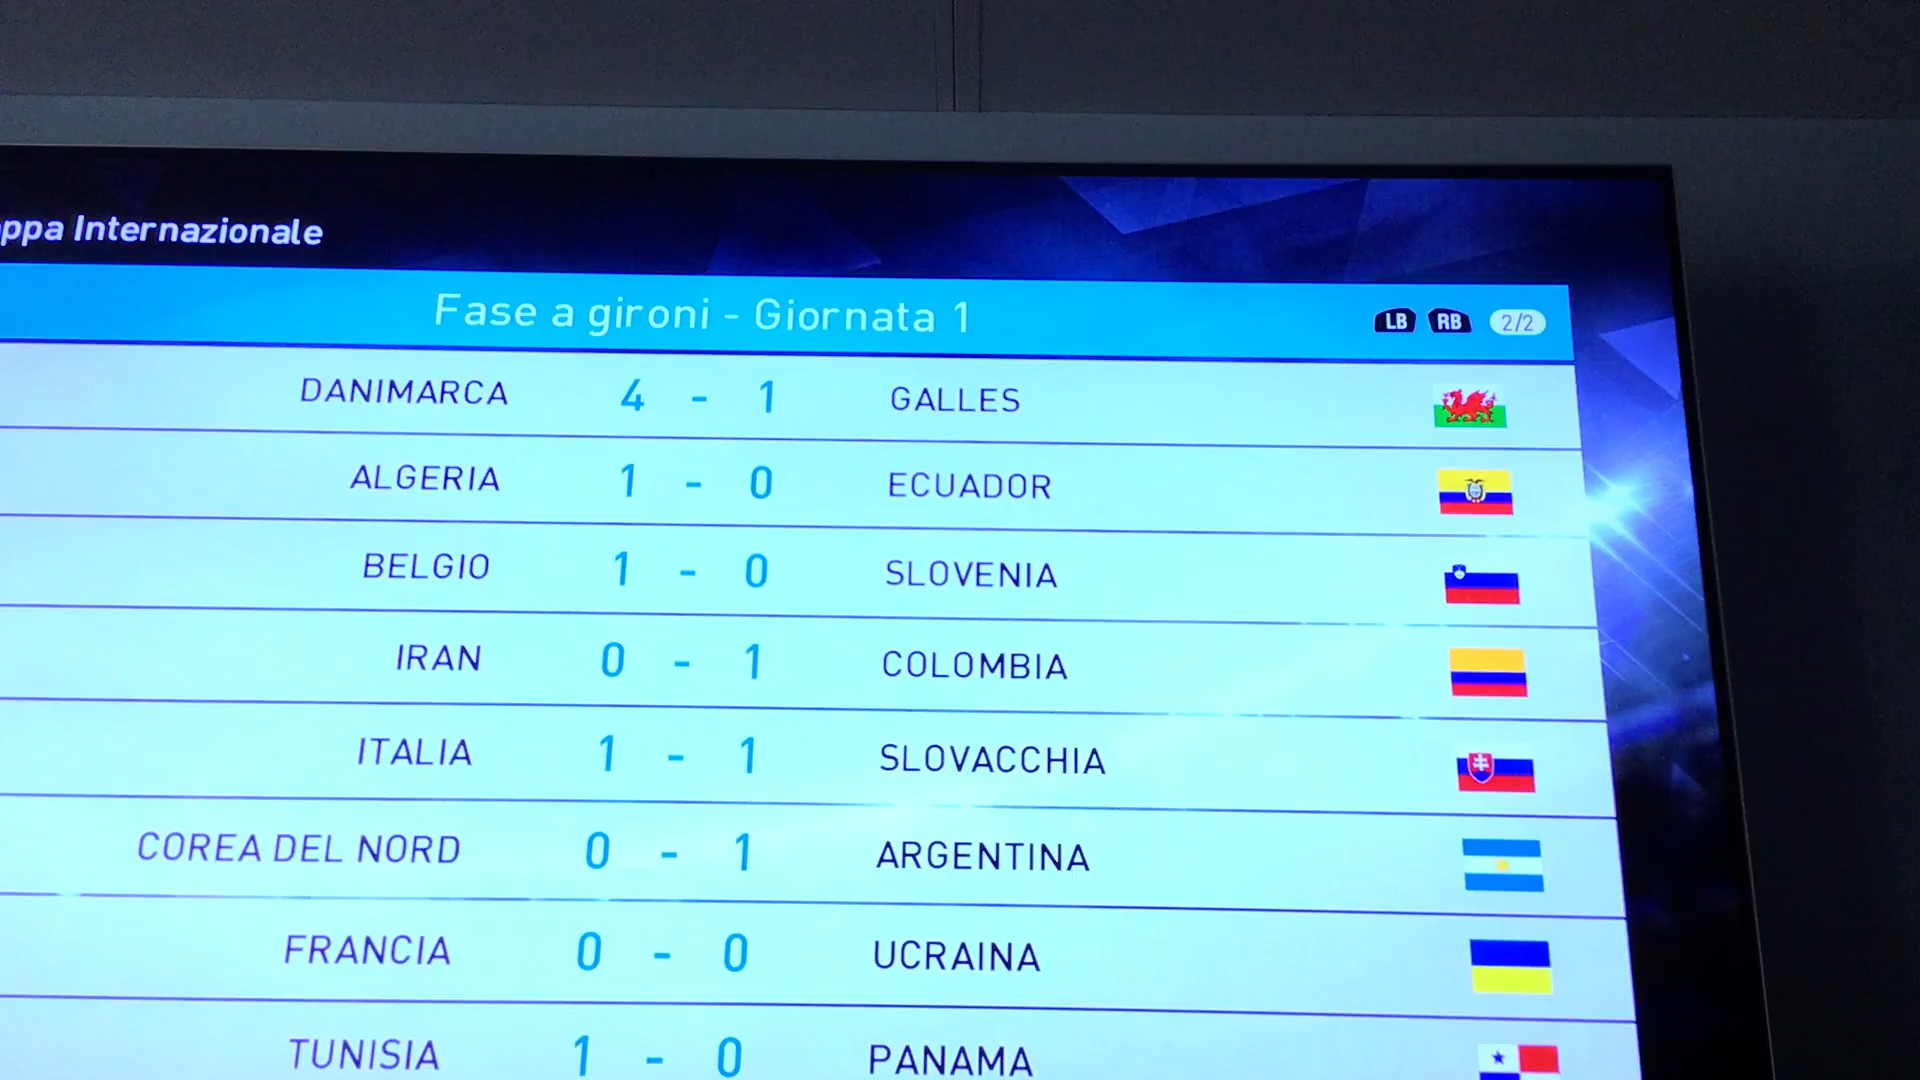 ppa Internazionale
Fase a gironi - Giornata 1 LB RB 2/2
DANIMARCA 4 - 1 GALLES
ALGERIA 1 - 0 ECUADOR
BELGIO 1 - 0 SLOVENIA
IRAN 0 - 1 COLOMBIA
ITALIA 1 - 1 SLOVACCHIA
COREA DEL NORD 0 - 1 ARGENTINA
FRANCIA 0 - 0 UCRAINA
TUNISIA 1 - 0 PANAMA